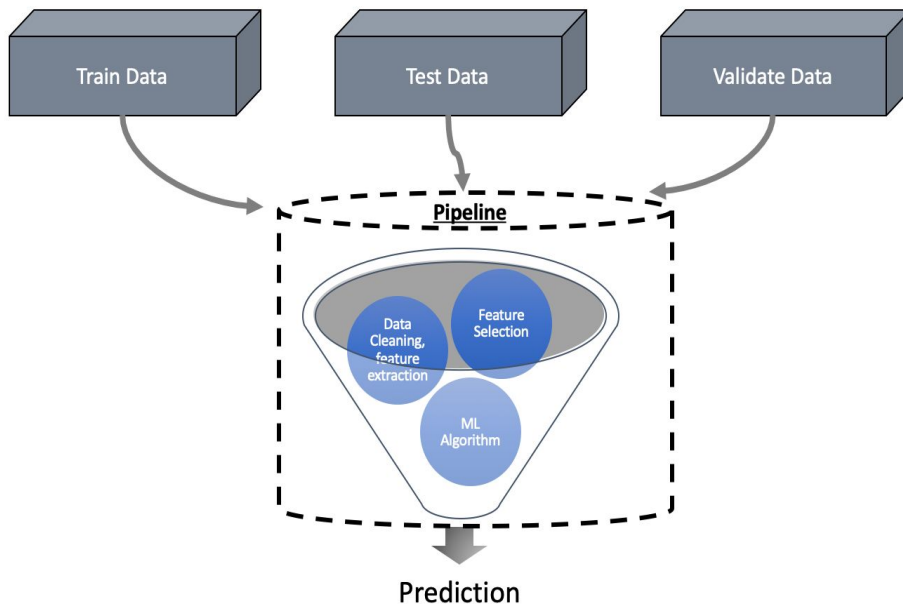 Train Data
Test Data
Validate Data
Pipeline
Data
Cleaning,
feature
extraction
Feature
Selection
ML
Algorithm
Prediction